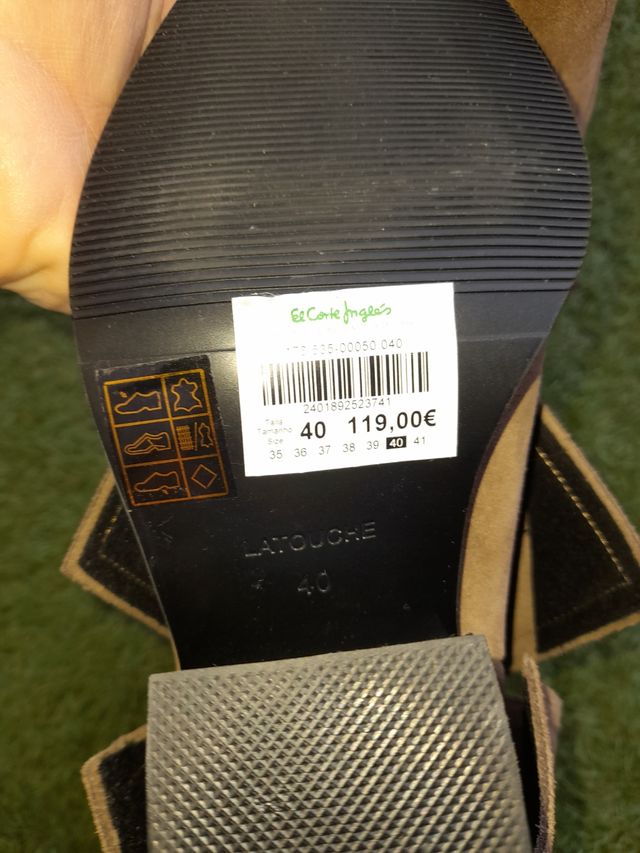 El Corte Inglés
2401892523741
Talla
Tamanho
Size
40 119,00€
35 36 37 38 39 40 41
LATOUCHE
40